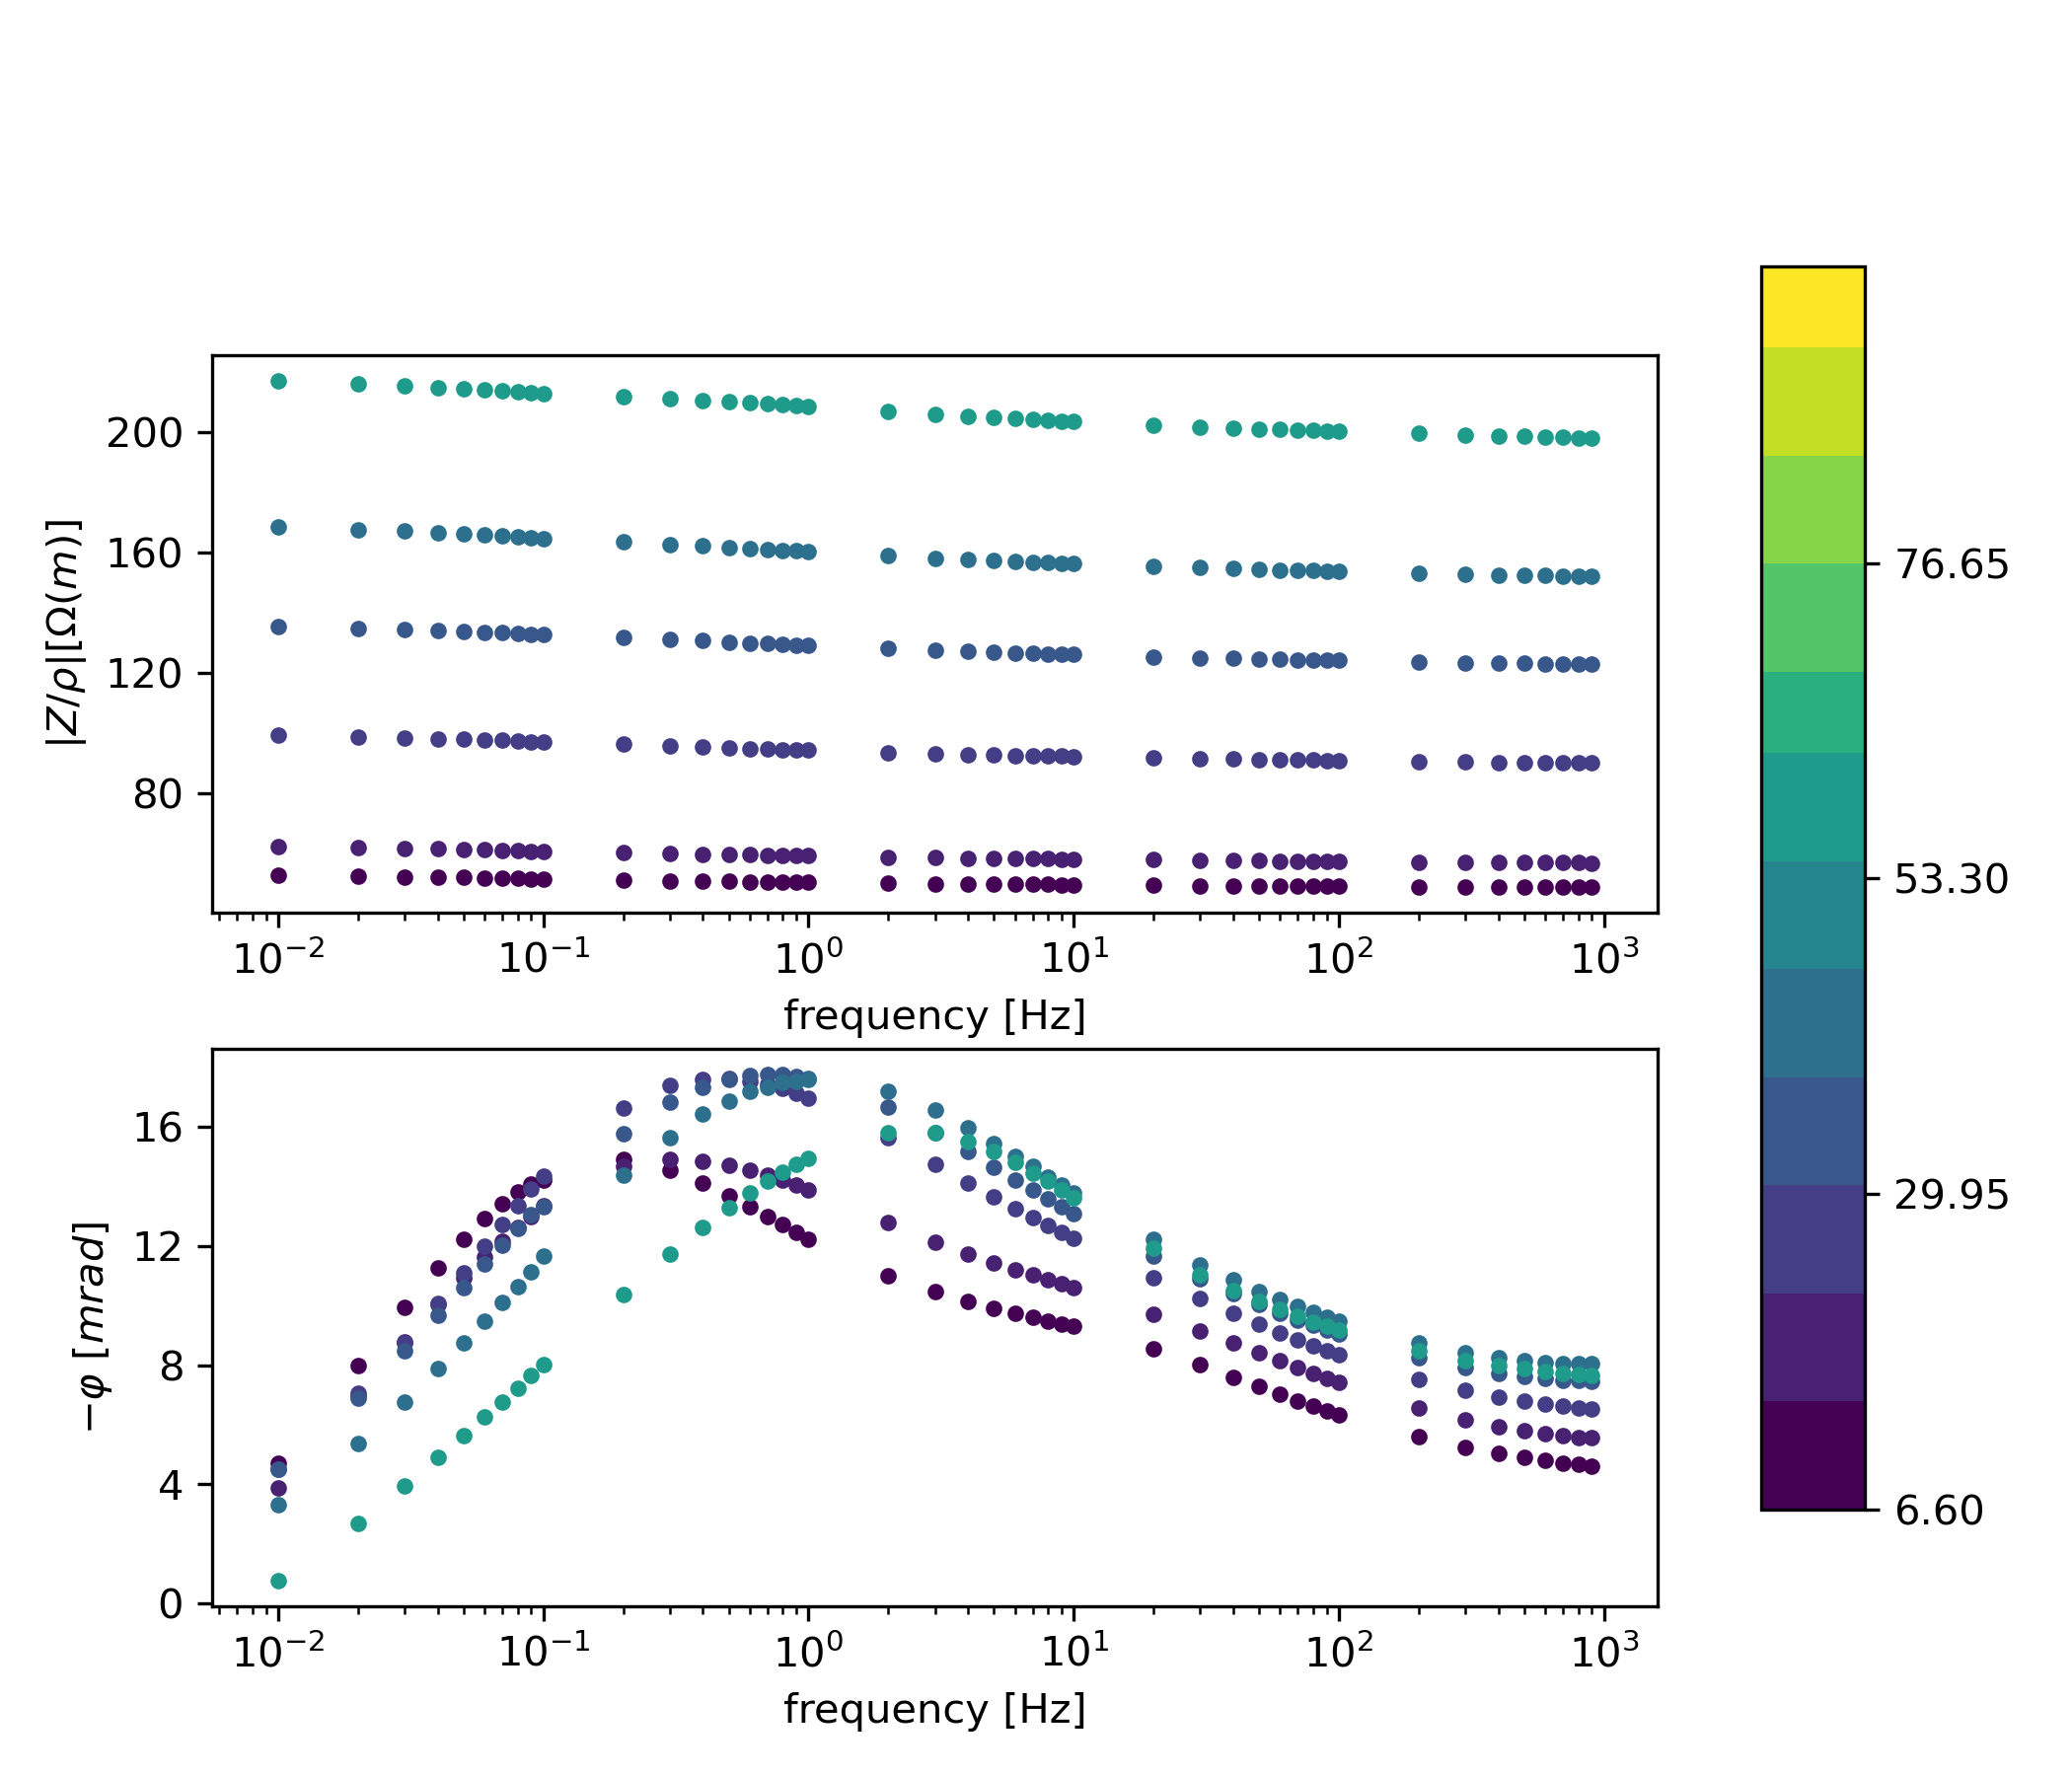 200
160
120
80
|Z/ρ|[Ω(m)]
10⁻² 10⁻¹ 10⁰ 10¹ 10² 10³
frequency [Hz]
16
12
8
4
0
−φ [mrad]
10⁻² 10⁻¹ 10⁰ 10¹ 10² 10³
frequency [Hz]
76.65
53.30
29.95
6.60